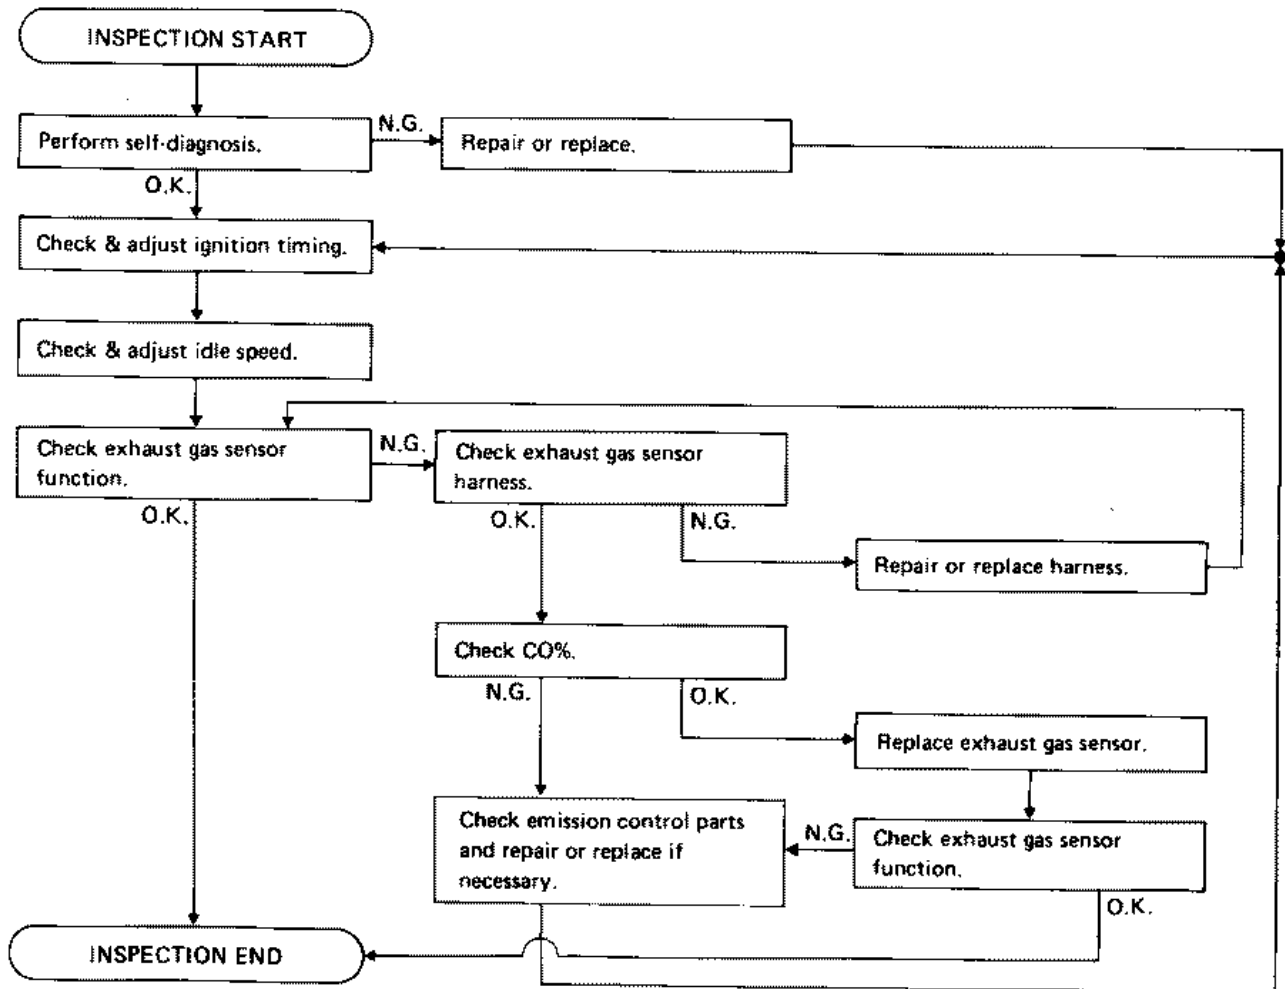 INSPECTION START
Perform self-diagnosis.
N.G.
Repair or replace.
O.K.
Check & adjust ignition timing.
Check & adjust idle speed.
Check exhaust gas sensor
function.
N.G.
Check exhaust gas sensor
harness.
O.K.
O.K.
N.G.
Repair or replace harness.
Check CO%.
N.G.
O.K.
Replace exhaust gas sensor.
Check emission control parts
and repair or replace if
necessary.
N.G.
Check exhaust gas sensor
function.
O.K.
INSPECTION END